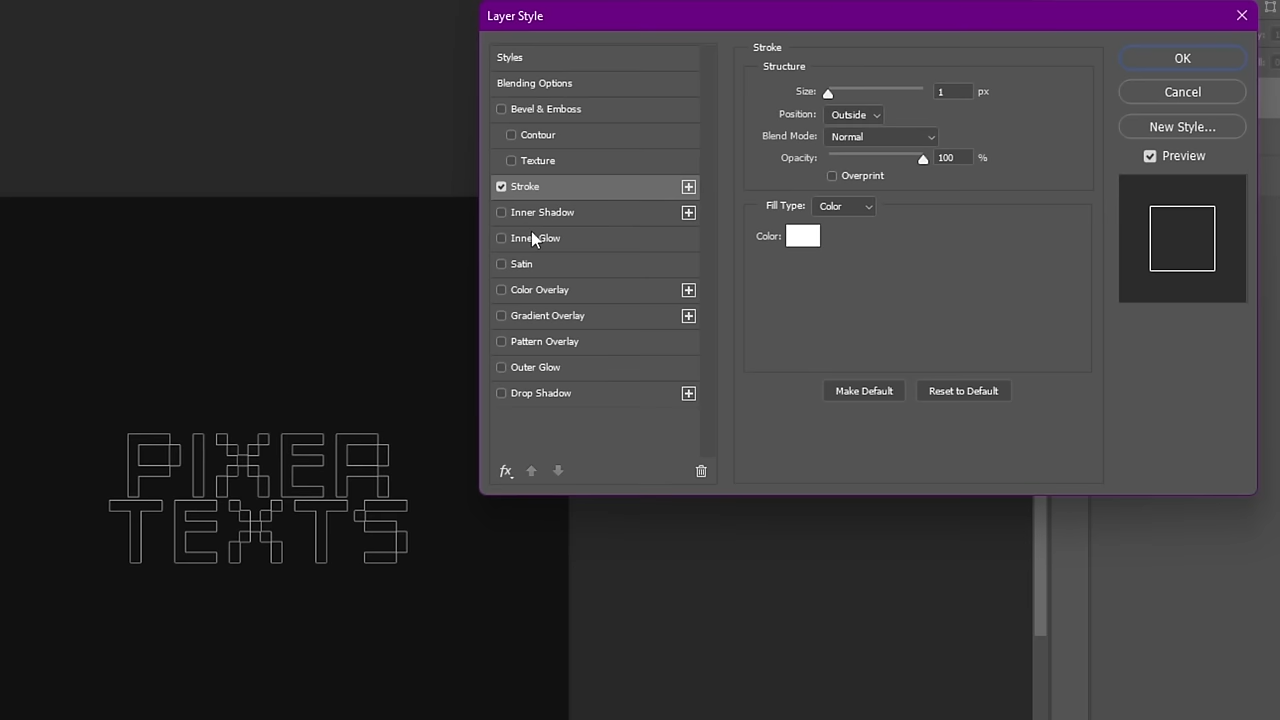 Layer Style
Styles
Blending Options
Bevel & Emboss
Contour
Texture
Stroke
Inner Shadow
Inner Glow
Satin
Color Overlay
Gradient Overlay
Pattern Overlay
Outer Glow
Drop Shadow
fx
Stroke
Structure
Size: 1 px
Position: Outside
Blend Mode: Normal
Opacity: 100 %
Overprint
Fill Type: Color
Color:
Make Default Reset to Default
OK
Cancel
New Style...
Preview
PIXER
TEXTS